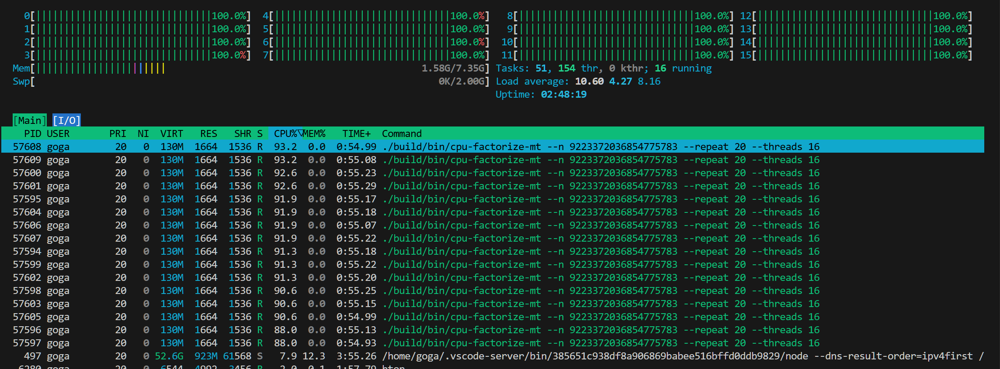 0[||||||||||||||||||||||||||||||100.0%] 4[||||||||||||||||||||||||||||||100.0%] 8[||||||||||||||||||||||||||||||100.0%] 12[||||||||||||||||||||||||||||||100.0%]
1[||||||||||||||||||||||||||||||100.0%] 5[||||||||||||||||||||||||||||||100.0%] 9[||||||||||||||||||||||||||||||100.0%] 13[||||||||||||||||||||||||||||||100.0%]
2[||||||||||||||||||||||||||||||100.0%] 6[||||||||||||||||||||||||||||||100.0%] 10[||||||||||||||||||||||||||||||100.0%] 14[||||||||||||||||||||||||||||||100.0%]
3[||||||||||||||||||||||||||||||100.0%] 7[||||||||||||||||||||||||||||||100.0%] 11[||||||||||||||||||||||||||||||100.0%] 15[||||||||||||||||||||||||||||||100.0%]
Mem[||||||||||||||||||||||| 1.58G/7.35G] Tasks: 51, 154 thr, 0 kthr; 16 running
Swp[ 0K/2.00G] Load average: 10.60 4.27 8.16
Uptime: 02:48:19
[Main] [I/O]
PID USER PRI NI VIRT RES SHR S CPU%▽MEM% TIME+ Command
57608 goga 20 0 130M 1664 1536 R 93.2 0.0 0:54.99 ./build/bin/cpu-factorize-mt --n 9223372036854775783 --repeat 20 --threads 16
57609 goga 20 0 130M 1664 1536 R 93.2 0.0 0:55.08 ./build/bin/cpu-factorize-mt --n 9223372036854775783 --repeat 20 --threads 16
57600 goga 20 0 130M 1664 1536 R 92.6 0.0 0:55.23 ./build/bin/cpu-factorize-mt --n 9223372036854775783 --repeat 20 --threads 16
57601 goga 20 0 130M 1664 1536 R 92.6 0.0 0:55.29 ./build/bin/cpu-factorize-mt --n 9223372036854775783 --repeat 20 --threads 16
57595 goga 20 0 130M 1664 1536 R 91.9 0.0 0:55.17 ./build/bin/cpu-factorize-mt --n 9223372036854775783 --repeat 20 --threads 16
57604 goga 20 0 130M 1664 1536 R 91.9 0.0 0:55.18 ./build/bin/cpu-factorize-mt --n 9223372036854775783 --repeat 20 --threads 16
57606 goga 20 0 130M 1664 1536 R 91.9 0.0 0:55.07 ./build/bin/cpu-factorize-mt --n 9223372036854775783 --repeat 20 --threads 16
57607 goga 20 0 130M 1664 1536 R 91.9 0.0 0:55.22 ./build/bin/cpu-factorize-mt --n 9223372036854775783 --repeat 20 --threads 16
57594 goga 20 0 130M 1664 1536 R 91.3 0.0 0:55.18 ./build/bin/cpu-factorize-mt --n 9223372036854775783 --repeat 20 --threads 16
57599 goga 20 0 130M 1664 1536 R 91.3 0.0 0:55.22 ./build/bin/cpu-factorize-mt --n 9223372036854775783 --repeat 20 --threads 16
57602 goga 20 0 130M 1664 1536 R 91.3 0.0 0:55.20 ./build/bin/cpu-factorize-mt --n 9223372036854775783 --repeat 20 --threads 16
57598 goga 20 0 130M 1664 1536 R 90.6 0.0 0:55.25 ./build/bin/cpu-factorize-mt --n 9223372036854775783 --repeat 20 --threads 16
57603 goga 20 0 130M 1664 1536 R 90.6 0.0 0:55.15 ./build/bin/cpu-factorize-mt --n 9223372036854775783 --repeat 20 --threads 16
57605 goga 20 0 130M 1664 1536 R 90.6 0.0 0:54.99 ./build/bin/cpu-factorize-mt --n 9223372036854775783 --repeat 20 --threads 16
57596 goga 20 0 130M 1664 1536 R 88.0 0.0 0:55.13 ./build/bin/cpu-factorize-mt --n 9223372036854775783 --repeat 20 --threads 16
57597 goga 20 0 130M 1664 1536 R 88.0 0.0 0:54.93 ./build/bin/cpu-factorize-mt --n 9223372036854775783 --repeat 20 --threads 16
497 goga 20 0 52.6G 923M 61568 S 7.9 12.3 3:55.26 /home/goga/.vscode-server/bin/385651c938df8a906869babee516bffd0ddb9829/node --dns-result-order=ipv4first /
6280 goga 20 0 6544 4992 3456 R 2.0 0.1 1:57.79 htop